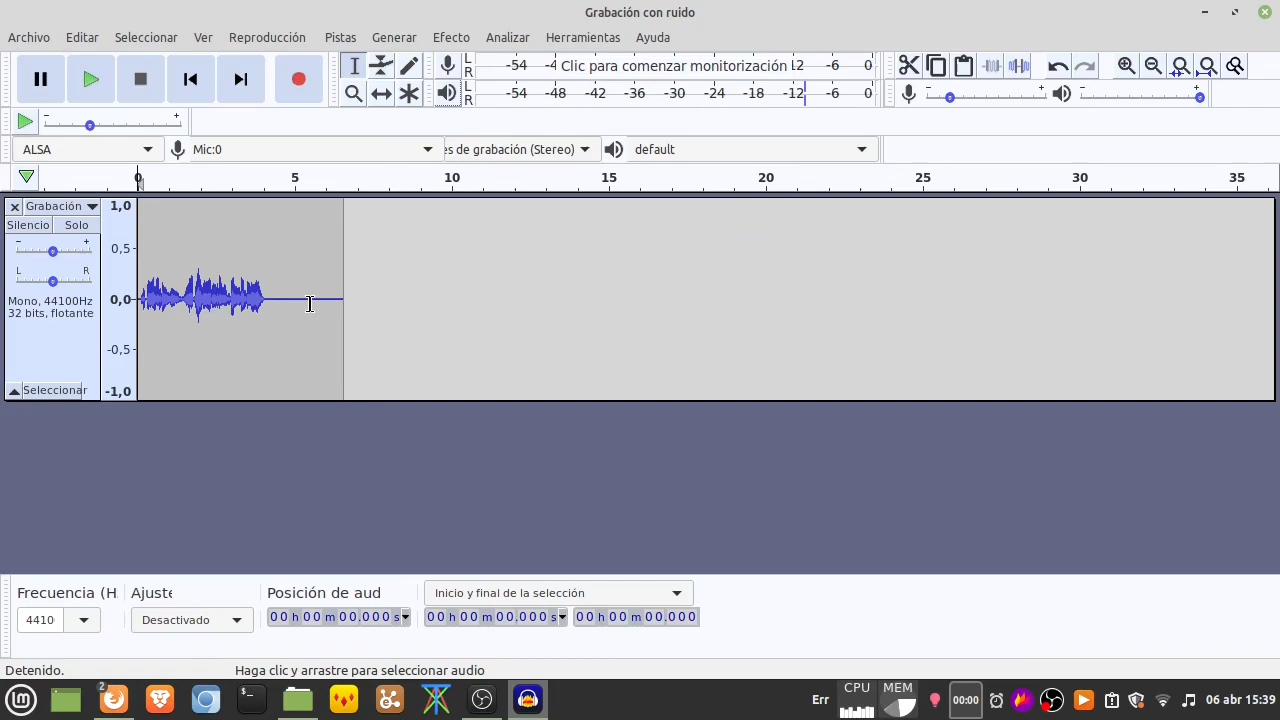 Grabación con ruido
Archivo Editar Seleccionar Ver Reproducción Pistas Generar Efecto Analizar Herramientas Ayuda
L R -54 -4 Clic para comenzar monitorización 12 -6 0
L R -54 -48 -42 -36 -30 -24 -18 -12 -6 0
ALSA Mic:0 es de grabación (Stereo) default
0 5 10 15 20 25 30 35
Grabación
Silencio Solo
L R
Mono, 44100Hz
32 bits, flotante
Seleccionar
1,0
0,5
0,0
-0,5
-1,0
Frecuencia (H Ajuste Posición de aud Inicio y final de la selección
4410 Desactivado 00 h 00 m 00.000 s 00 h 00 m 00.000 s 00 h 00 m 00.000
Detenido. Haga clic y arrastre para seleccionar audio
2 Err CPU MEM 00:00 06 abr 15:39